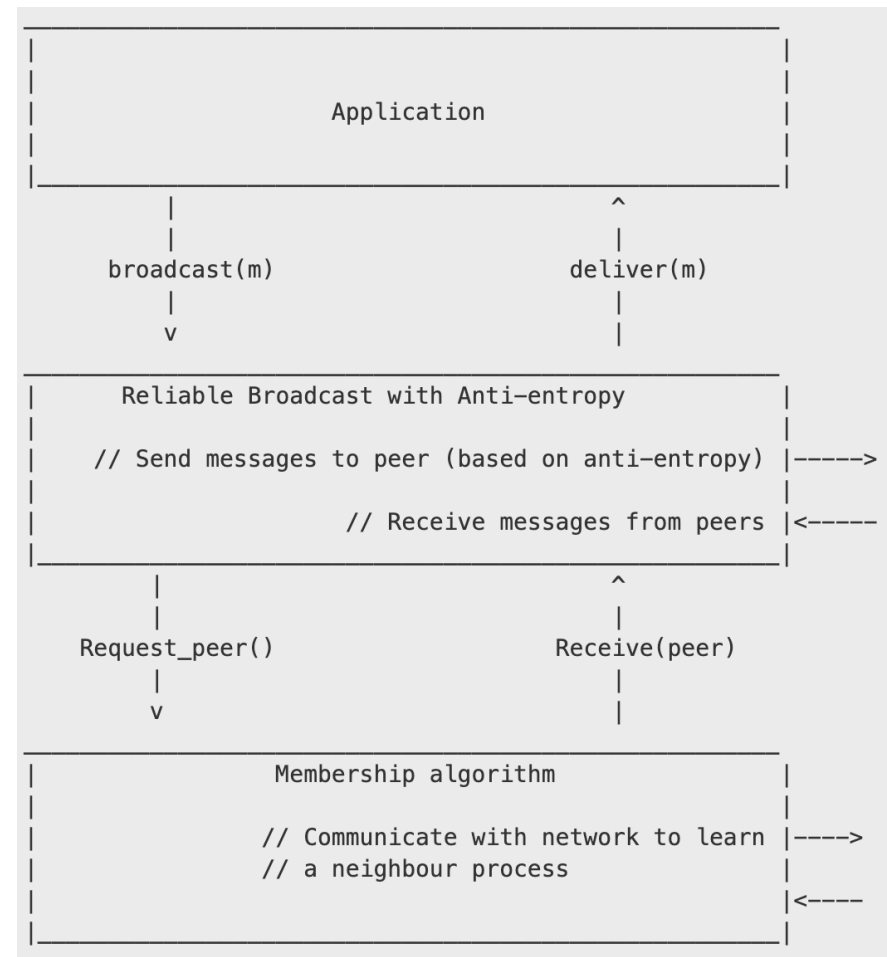 Application
broadcast(m) deliver(m)
Reliable Broadcast with Anti-entropy
// Send messages to peer (based on anti-entropy)
// Receive messages from peers
Request_peer() Receive(peer)
Membership algorithm
// Communicate with network to learn
// a neighbour process